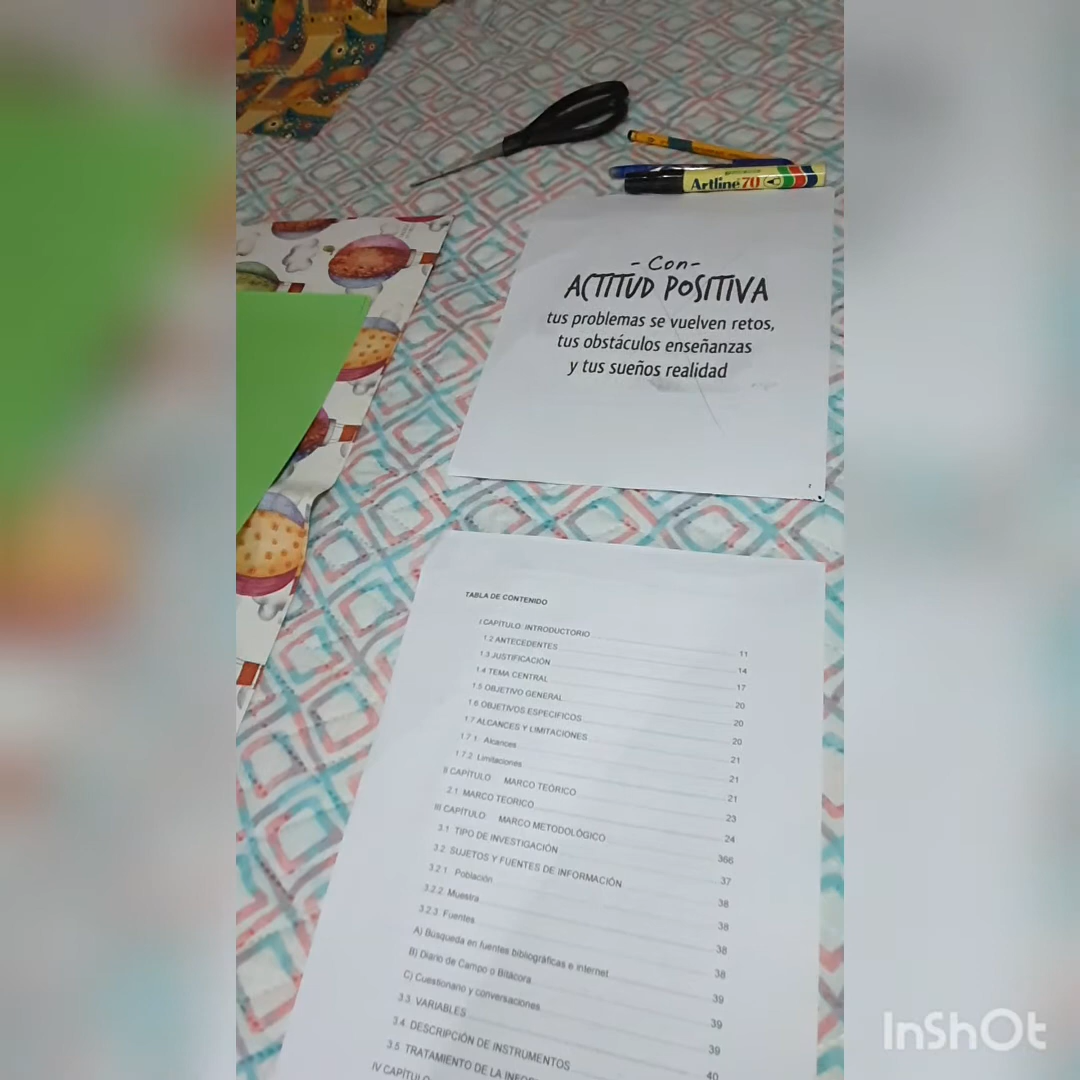 Artline 70
- Con -
ACTITUD POSITIVA
tus problemas se vuelven retos,
tus obstáculos enseñanzas
y tus sueños realidad
TABLA DE CONTENIDO
I CAPÍTULO: INTRODUCTORIO 11
1.2 ANTECEDENTES 14
1.3 JUSTIFICACIÓN 17
1.4 TEMA CENTRAL 20
1.5 OBJETIVO GENERAL 20
1.6 OBJETIVOS ESPECIFICOS 20
1.7 ALCANCES Y LIMITACIONES 21
1.7.1 Alcances 21
1.7.2 Limitaciones 21
II CAPÍTULO MARCO TEÓRICO 23
2.1. MARCO TEORICO 24
III CAPÍTULO MARCO METODOLÓGICO 366
3.1 TIPO DE INVESTIGACIÓN 37
3.2. SUJETOS Y FUENTES DE INFORMACIÓN 38
3.2.1. Población 38
3.2.2. Muestra 38
3.2.3 Fuentes 38
A) Búsqueda en fuentes bibliográficas e internet 39
B) Diario de Campo o Bitácora 39
C) Cuestionario y conversaciones 39
3.3. VARIABLES 40
3.4. DESCRIPCIÓN DE INSTRUMENTOS
3.5. TRATAMIENTO DE LA
IV CAPÍTULO
InShOt